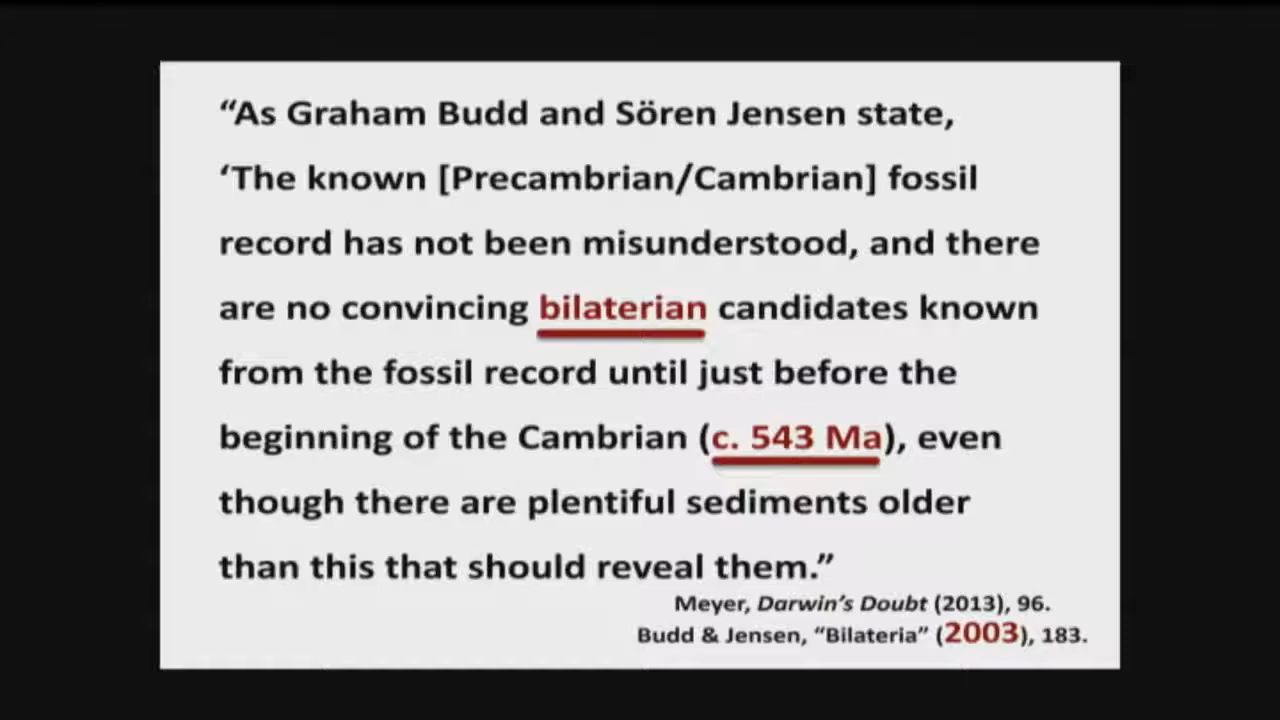 “As Graham Budd and Sören Jensen state,
‘The known [Precambrian/Cambrian] fossil
record has not been misunderstood, and there
are no convincing bilaterian candidates known
from the fossil record until just before the
beginning of the Cambrian (c. 543 Ma), even
though there are plentiful sediments older
than this that should reveal them.”
Meyer, Darwin’s Doubt (2013), 96.
Budd & Jensen, “Bilateria” (2003), 183.